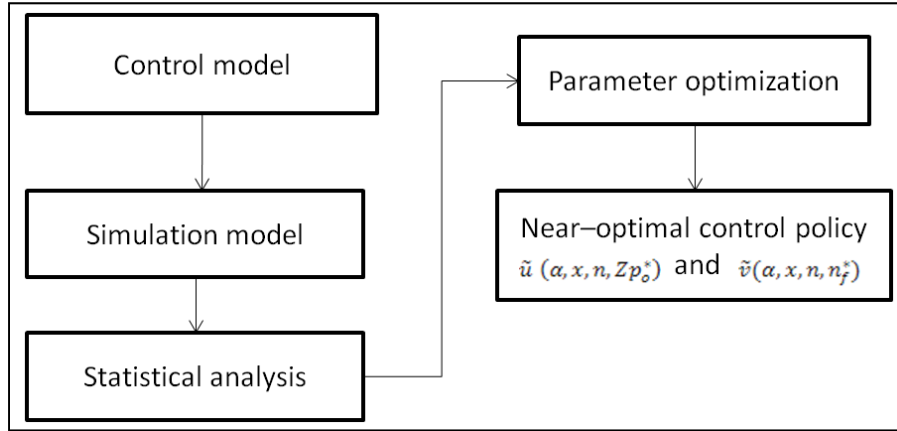 Control model
Simulation model
Statistical analysis
Parameter optimization
Near–optimal control policy
ũ (α, x, n, Zp*ₒ) and ṽ(α, x, n, n*_f)